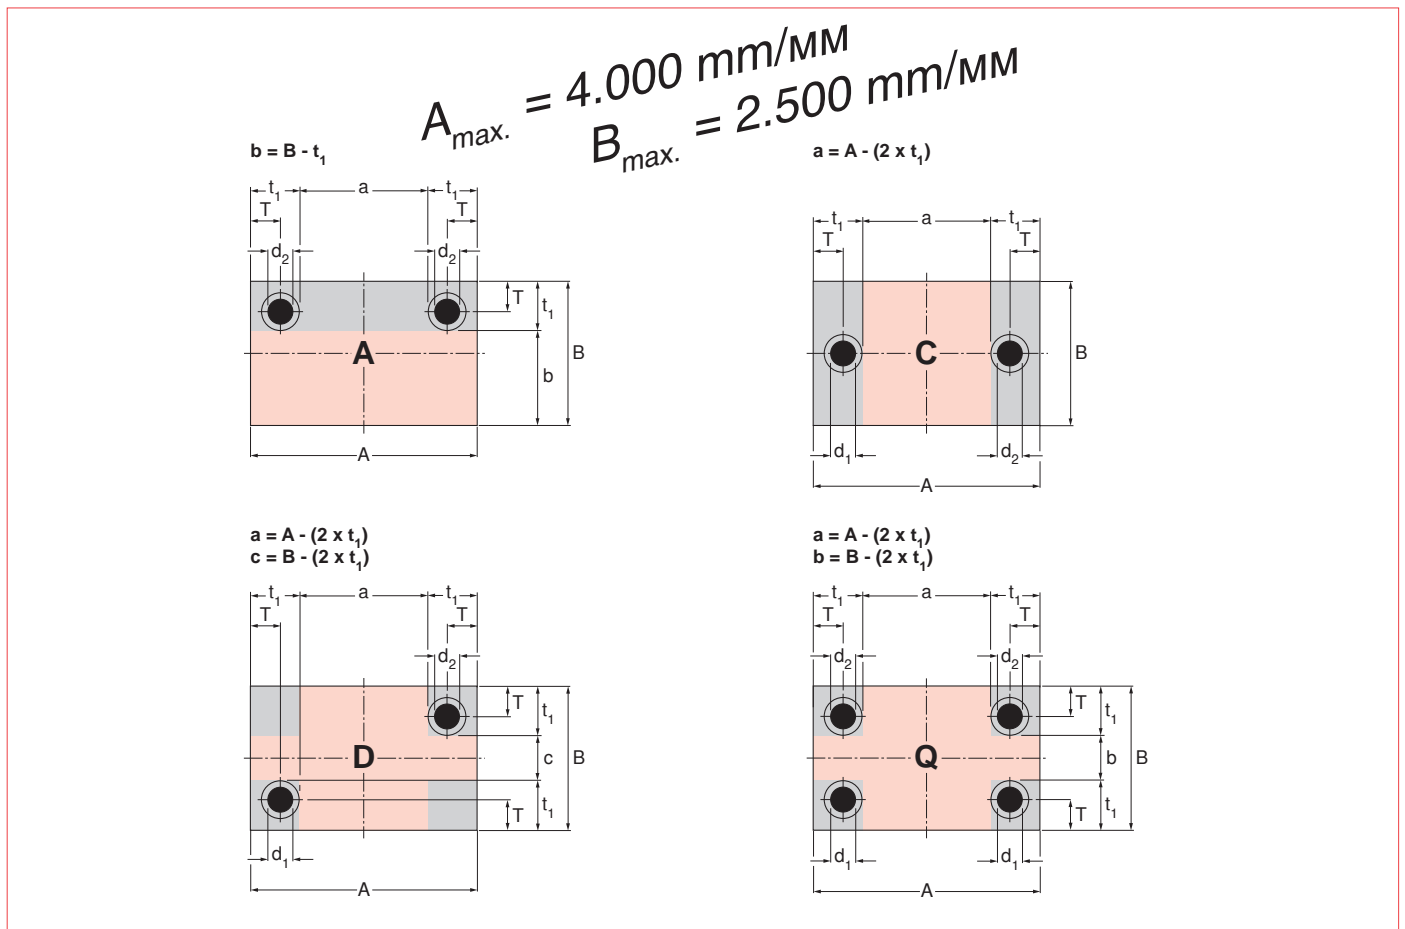 A max. = 4.000 mm/мм
B max. = 2.500 mm/мм
b = B - t1
t1 a t1
T T
d2 d2
T
t1
A B
b
A
a = A - (2 x t1)
t1 a t1
T T
C B
d1 d2
A
a = A - (2 x t1)
c = B - (2 x t1)
t1 a t1
T T
d2
T t1
D c B
T t1
d1
A
a = A - (2 x t1)
b = B - (2 x t1)
t1 a t1
T T
d2 d2
T t1
Q b B
T t1
d1 d1
A